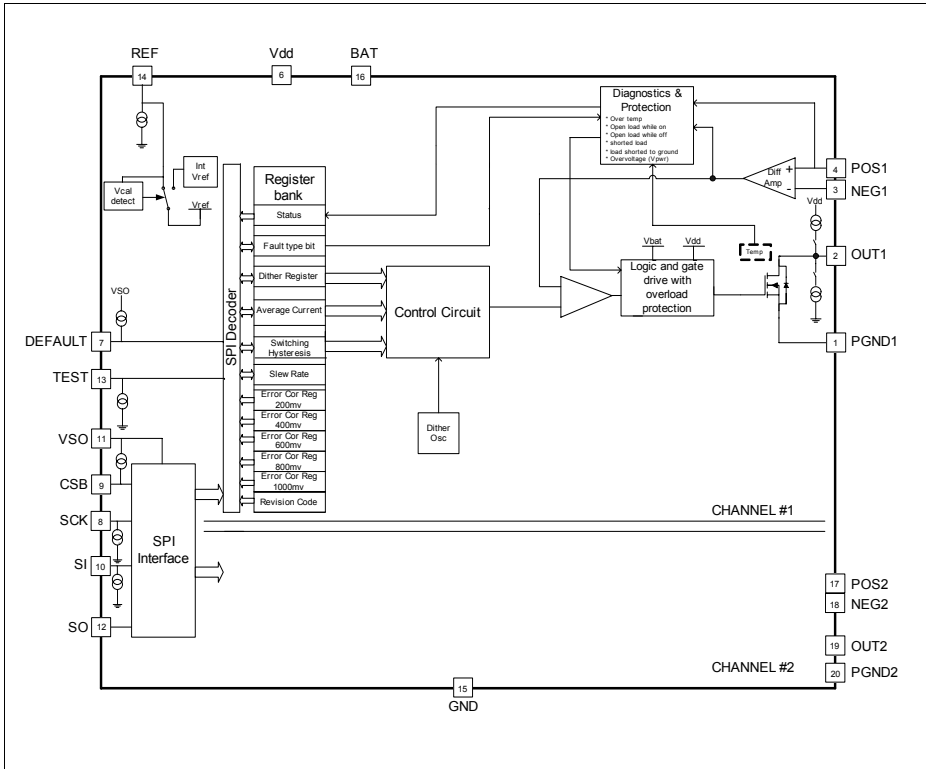 REF
Vdd
BAT
14
6
16
Diagnostics &
Protection
* Over temp
* Open load while on
* Open load while off
* shorted load
* load shorted to ground
* Overvoltage (Vpwr)
Int
Vref
Vcal
detect
Vref
Register
bank
Status
Fault type bit
Dither Register
Average Current
Switching
Hysteresis
Slew Rate
Error Cor Reg
200mv
Error Cor Reg
400mv
Error Cor Reg
600mv
Error Cor Reg
800mv
Error Cor Reg
1000mv
Revision Code
SPI Decoder
Control Circuit
Dither
Osc
Diff
Amp
+
-
4
POS1
3
NEG1
Vdd
Temp
2
OUT1
Vbat
Vdd
Logic and gate
drive with
overload
protection
1
PGND1
VSO
DEFAULT
7
TEST
13
VSO
11
CSB
9
SCK
8
SI
10
SO
12
SPI
Interface
CHANNEL #1
17
POS2
18
NEG2
19
OUT2
CHANNEL #2
20
PGND2
15
GND